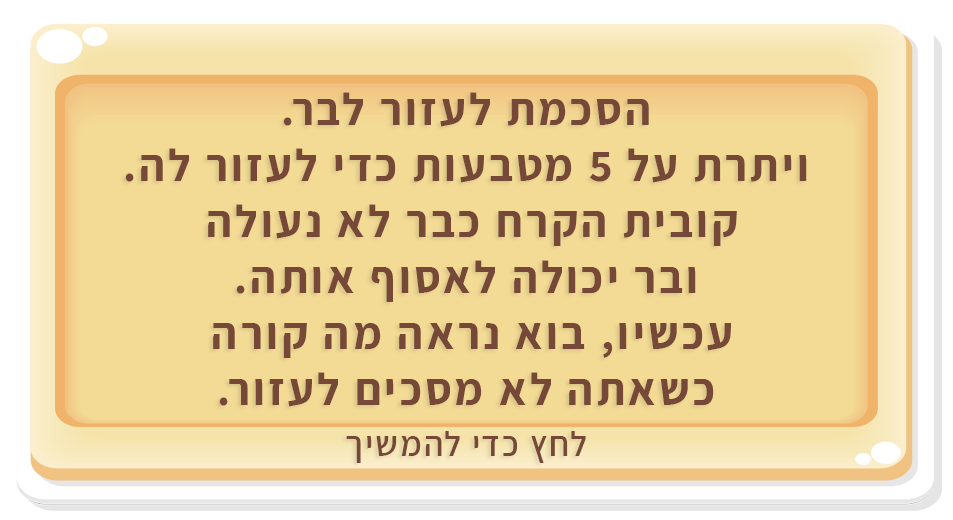 הסכמת לעזור לבר.
ויתרת על 5 מטבעות כדי לעזור לה.
קובית הקרח כבר לא נעולה
ובר יכולה לאסוף אותה.
עכשיו, בוא נראה מה קורה
כשאתה לא מסכים לעזור.
לחץ כדי להמשיך